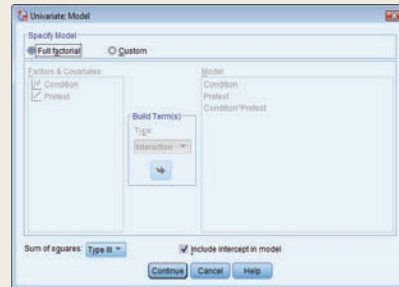 Univariate: Model
Specify Model
Full factorial
Custom
Factors & Covariates:
Model:
Condition
Pretest
Condition
Pretest
Condition*Pretest
Build Term(s)
Type:
Interaction
Sum of squares:
Type III
Include intercept in model
Continue
Cancel
Help